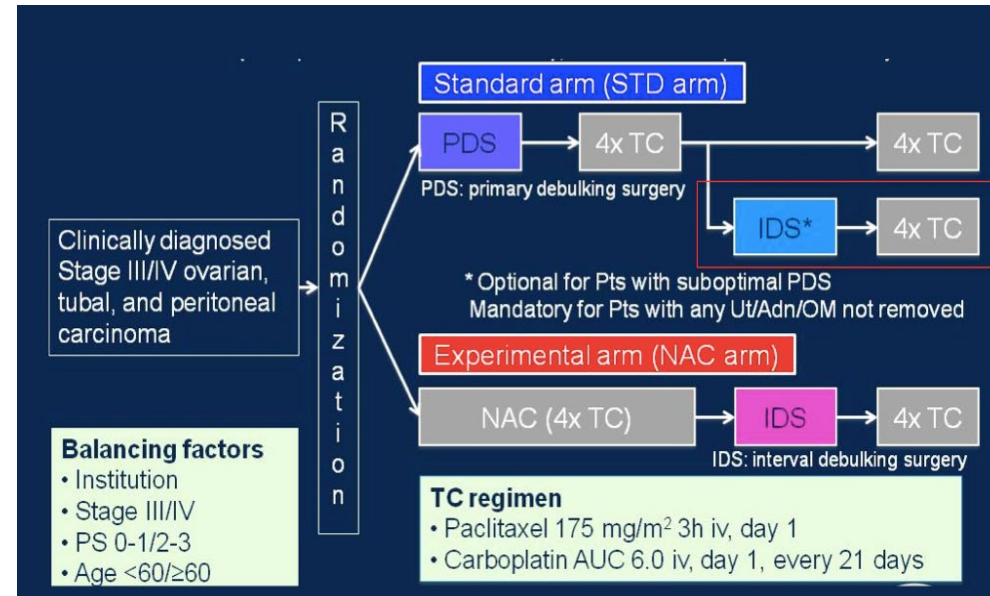 Standard arm (STD arm)
PDS
4x TC
4x TC
PDS: primary debulking surgery
IDS*
4x TC
* Optional for Pts with suboptimal PDS
Mandatory for Pts with any Ut/Adn/OM not removed
Randomization
Clinically diagnosed
Stage III/IV ovarian,
tubal, and peritoneal
carcinoma
Experimental arm (NAC arm)
NAC (4x TC)
IDS
4x TC
IDS: interval debulking surgery
Balancing factors
• Institution
• Stage III/IV
• PS 0-1/2-3
• Age <60/≥60
TC regimen
• Paclitaxel 175 mg/m² 3h iv, day 1
• Carboplatin AUC 6.0 iv, day 1, every 21 days